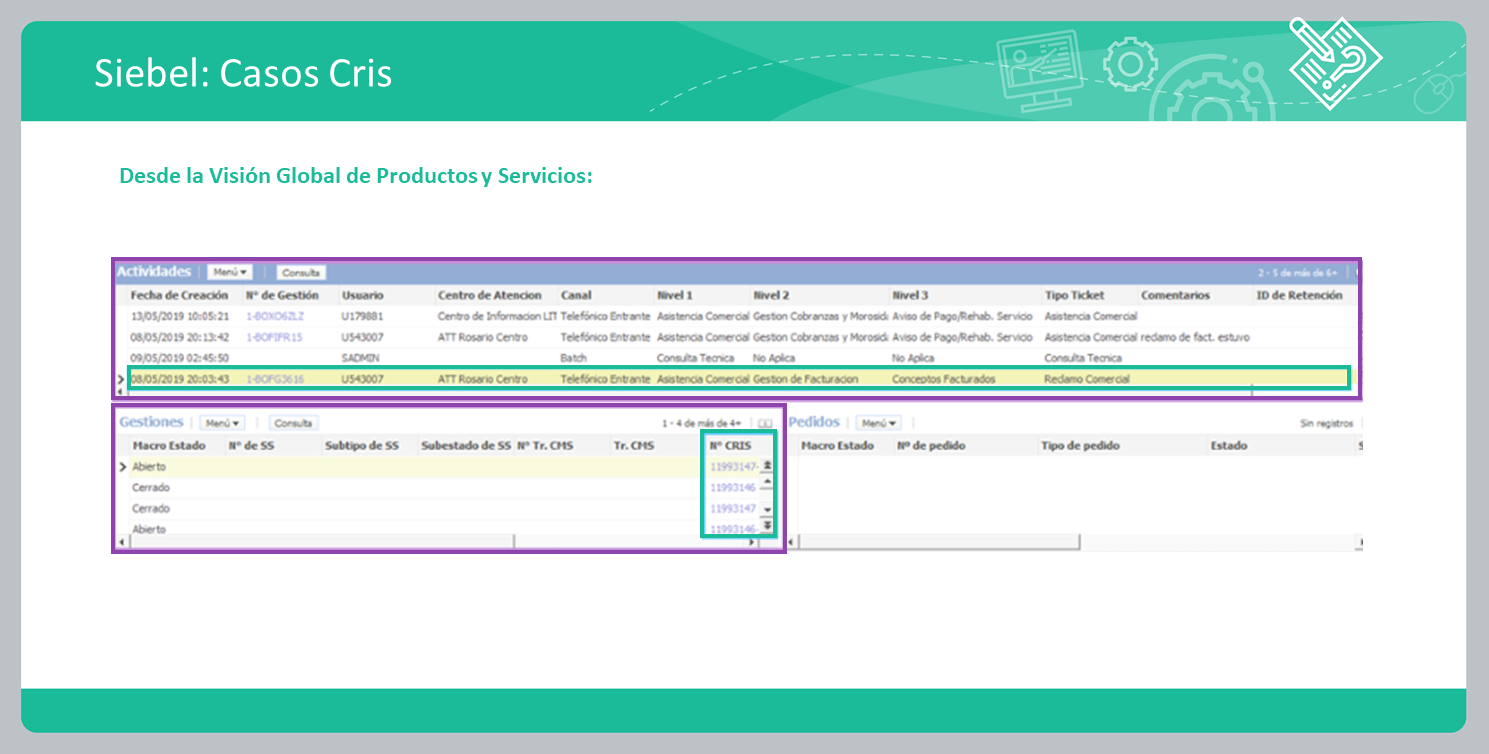 Siebel: Casos Cris
Desde la Visión Global de Productos y Servicios:
Actividades Menú Consulta 2 - 5 de más de 6+
Fecha de Creación Nº de Gestión Usuario Centro de Atencion Canal Nivel 1 Nivel 2 Nivel 3 Tipo Ticket Comentarios ID de Retención
13/05/2019 10:05:21 1-BOXO6ZLZ U179881 Centro de Informacion LIT Telefónico Entrante Asistencia Comercial Gestion Cobranzas y Morosid Aviso de Pago/Rehab. Servicio Asistencia Comercial
08/05/2019 20:13:42 1-BOFIFR15 U543007 ATT Rosario Centro Telefónico Entrante Asistencia Comercial Gestion Cobranzas y Morosid Aviso de Pago/Rehab. Servicio Asistencia Comercial reclamo de fact. estuvo
09/05/2019 02:45:50 SADMIN Batch Consulta Tecnica No Aplica No Aplica Consulta Tecnica
08/05/2019 20:03:43 1-BOFG3616 U543007 ATT Rosario Centro Telefónico Entrante Asistencia Comercial Gestion de Facturacion Conceptos Facturados Reclamo Comercial
Gestiones Menú Consulta 1 - 4 de más de 4+ Pedidos Menú Sin registros
Macro Estado Nº de SS Subtipo de SS Subestado de SS Nº Tr. CMS Tr. CMS Nº CRIS Macro Estado Nº de pedido Tipo de pedido Estado S
Abierto 11993147-
Cerrado 11993146
Cerrado 11993147
Abierto 11993146-